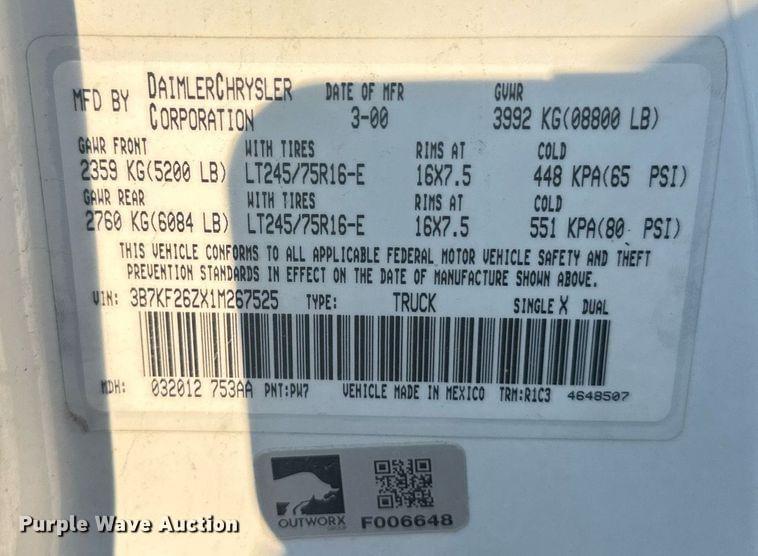 MFD BY DAIMLERCHRYSLER CORPORATION DATE OF MFR 3-00 GVWR 3992 KG(08800 LB)
GAWR FRONT WITH TIRES RIMS AT COLD
2359 KG(5200 LB) LT245/75R16-E 16X7.5 448 KPA(65 PSI)
GAWR REAR WITH TIRES RIMS AT COLD
2760 KG(6084 LB) LT245/75R16-E 16X7.5 551 KPA(80 PSI)
THIS VEHICLE CONFORMS TO ALL APPLICABLE FEDERAL MOTOR VEHICLE SAFETY AND THEFT
PREVENTION STANDARDS IN EFFECT ON THE DATE OF MANUFACTURE SHOWN ABOVE.
VIN: 3B7KF26ZX1M267525 TYPE: TRUCK SINGLE X DUAL
MDH: 032012 753AA PNT:PW7 VEHICLE MADE IN MEXICO TRM:R1C3 4648507
OUTWORX
GROUP
F006648
Purple Wave Auction